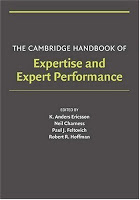 THE CAMBRIDGE HANDBOOK OF
Expertise and
Expert Performance
EDITED BY
K. Anders Ericsson
Neil Charness
Paul J. Feltovich
Robert R. Hoffman